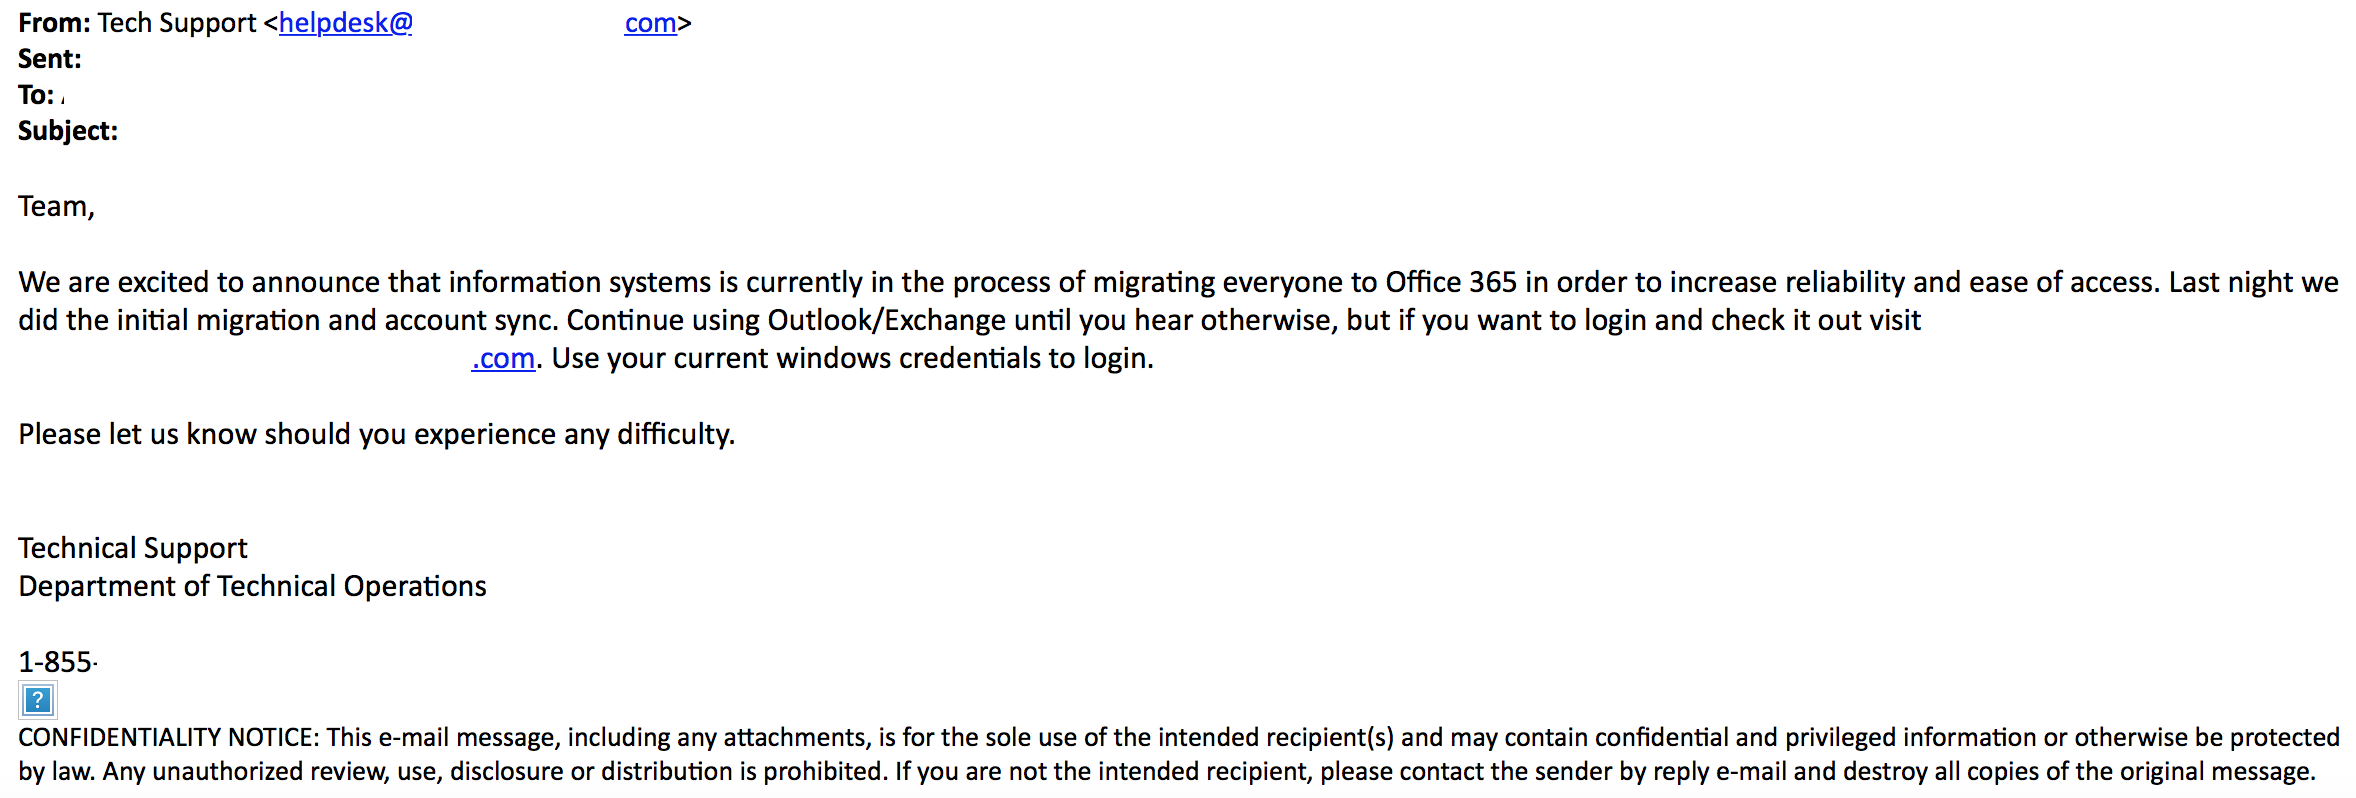 From: Tech Support <helpdesk@ com>
Sent:
To:
Subject:
Team,
We are excited to announce that information systems is currently in the process of migrating everyone to Office 365 in order to increase reliability and ease of access. Last night we
did the initial migration and account sync. Continue using Outlook/Exchange until you hear otherwise, but if you want to login and check it out visit
.com. Use your current windows credentials to login.
Please let us know should you experience any difficulty.
Technical Support
Department of Technical Operations
1-855-
?
CONFIDENTIALITY NOTICE: This e-mail message, including any attachments, is for the sole use of the intended recipient(s) and may contain confidential and privileged information or otherwise be protected
by law. Any unauthorized review, use, disclosure or distribution is prohibited. If you are not the intended recipient, please contact the sender by reply e-mail and destroy all copies of the original message.